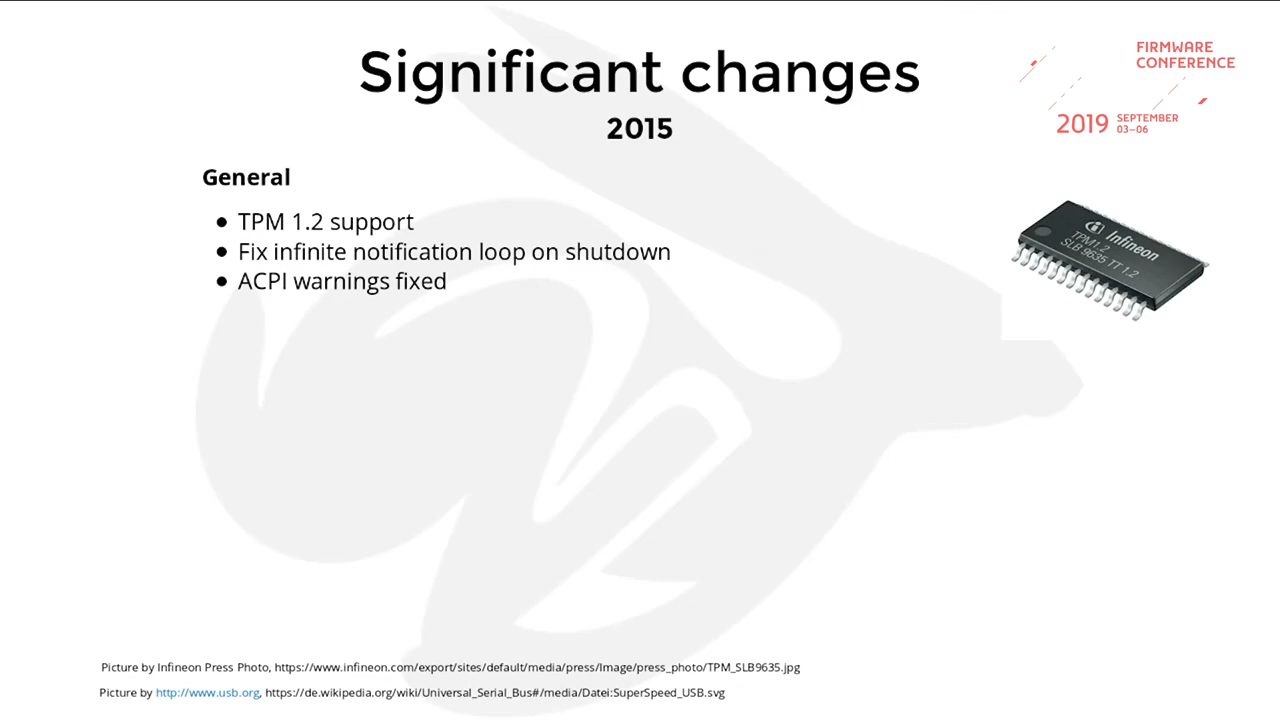 Significant changes
2015
FIRMWARE
CONFERENCE
2019 SEPTEMBER
03–06
General
• TPM 1.2 support
• Fix infinite notification loop on shutdown
• ACPI warnings fixed
Infineon
TPM1.2
SLB 9635 TT 1.2
Picture by Infineon Press Photo, https://www.infineon.com/export/sites/default/media/press/Image/press_photo/TPM_SLB9635.jpg
Picture by http://www.usb.org, https://de.wikipedia.org/wiki/Universal_Serial_Bus#/media/Datei:SuperSpeed_USB.svg